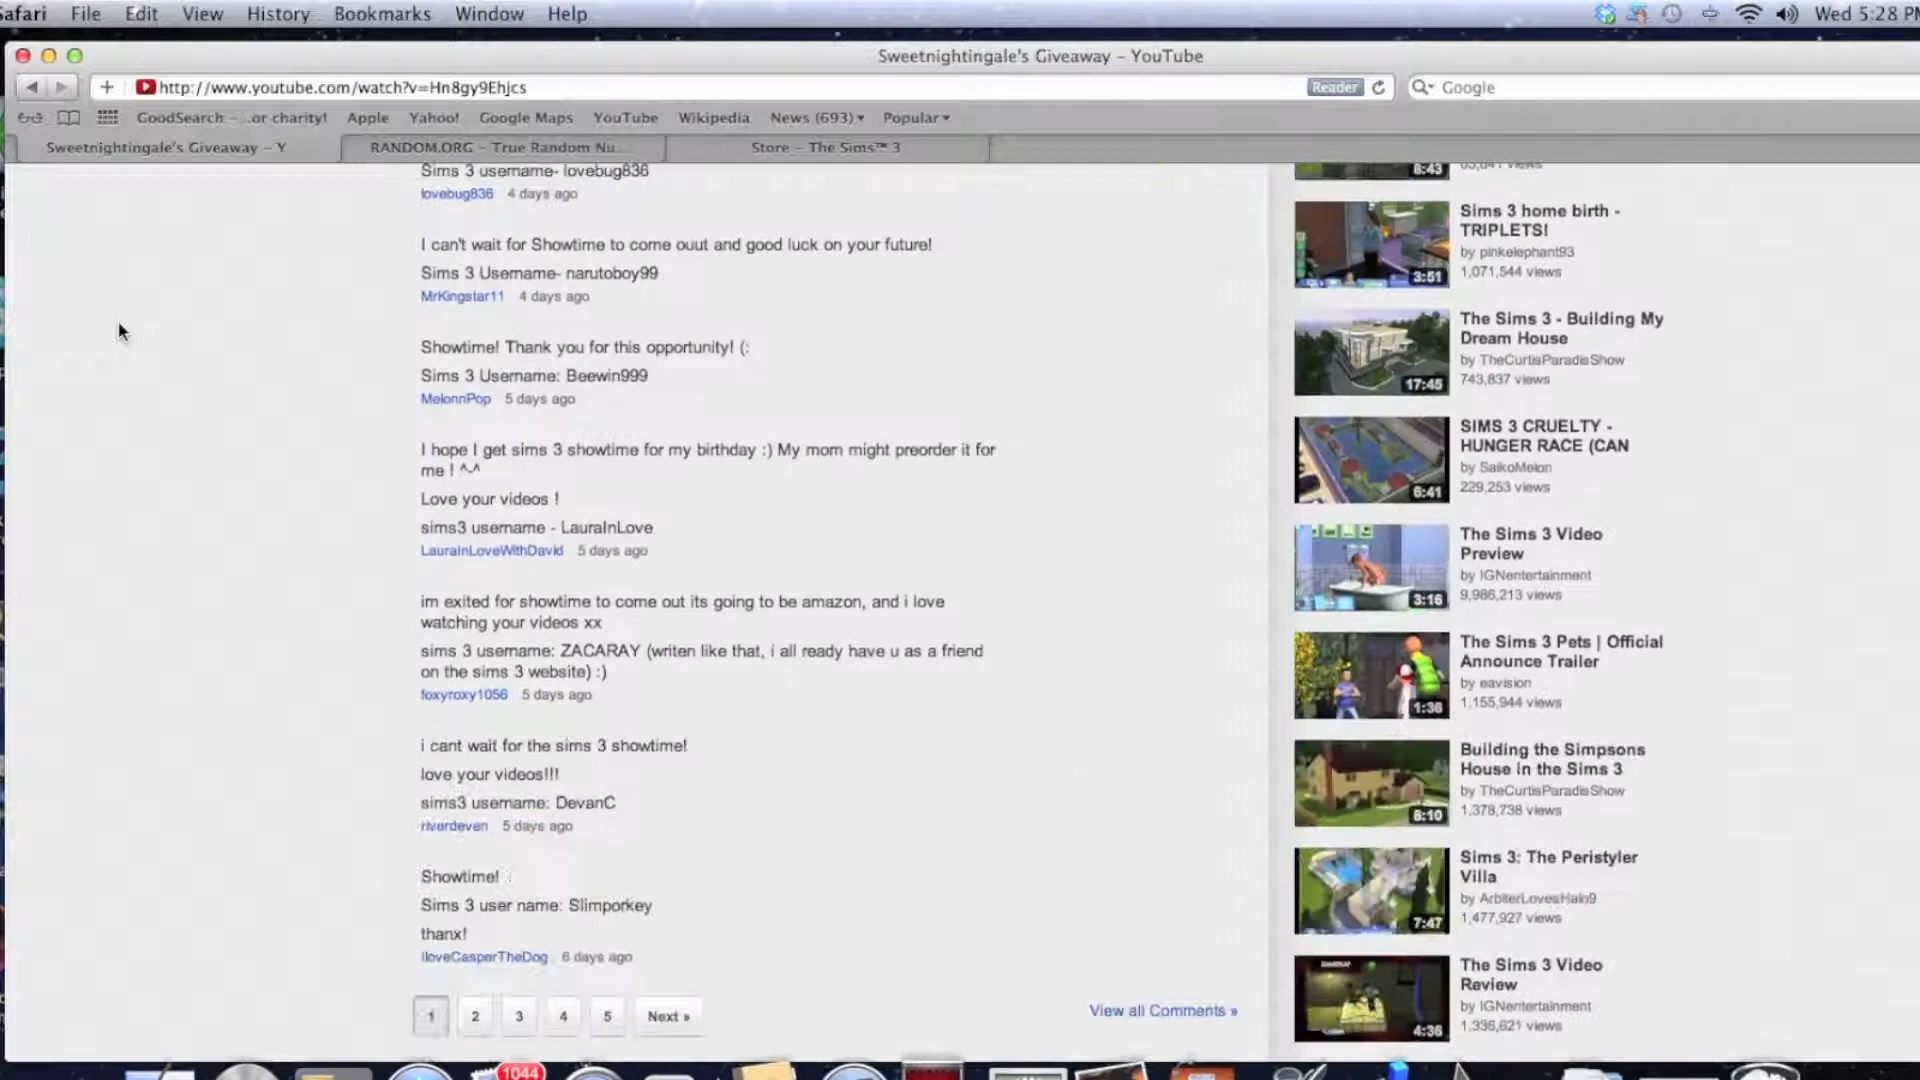 Safari File Edit View History Bookmarks Window Help Wed 5:28 PM
Sweetnightingale's Giveaway – YouTube
http://www.youtube.com/watch?v=Hn8gy9Ehjcs Reader Google
GoodSearch – ...or charity! Apple Yahoo! Google Maps YouTube Wikipedia News (693) Popular
Sweetnightingale's Giveaway – Y RANDOM.ORG – True Random Nu... Store – The Sims™ 3
Sims 3 username- lovebug836
lovebug836 4 days ago
I can't wait for Showtime to come ouut and good luck on your future!
Sims 3 Username- narutoboy99
MrKingstar11 4 days ago
Showtime! Thank you for this opportunity! (:
Sims 3 Username: Beewin999
MelonnPop 5 days ago
I hope I get sims 3 showtime for my birthday :) My mom might preorder it for
me ! ^-^
Love your videos !
sims3 username - LauraInLove
LauraInLoveWithDavid 5 days ago
im exited for showtime to come out its going to be amazon, and i love
watching your videos xx
sims 3 username: ZACARAY (writen like that, i all ready have u as a friend
on the sims 3 website) :)
foxyroxy1056 5 days ago
i cant wait for the sims 3 showtime!
love your videos!!!
sims3 username: DevanC
riverdeven 5 days ago
Showtime!
Sims 3 user name: Slimporkey
thanx!
iloveCasperTheDog 6 days ago
1 2 3 4 5 Next »
View all Comments »
8:43
Sims 3 home birth -
TRIPLETS!
by pinkelephant93
1,071,544 views
3:51
The Sims 3 - Building My
Dream House
by TheCurtisParadisShow
743,837 views
17:45
SIMS 3 CRUELTY -
HUNGER RACE (CAN
by SaikoMelon
229,253 views
6:41
The Sims 3 Video
Preview
by IGNentertainment
9,986,213 views
3:16
The Sims 3 Pets | Official
Announce Trailer
by eavision
1,155,944 views
1:36
Building the Simpsons
House in the Sims 3
by TheCurtisParadisShow
1,378,738 views
8:10
Sims 3: The Peristyler
Villa
by ArbiterLovesHalo9
1,477,927 views
7:47
The Sims 3 Video
Review
by IGNentertainment
1,336,621 views
4:36
1044